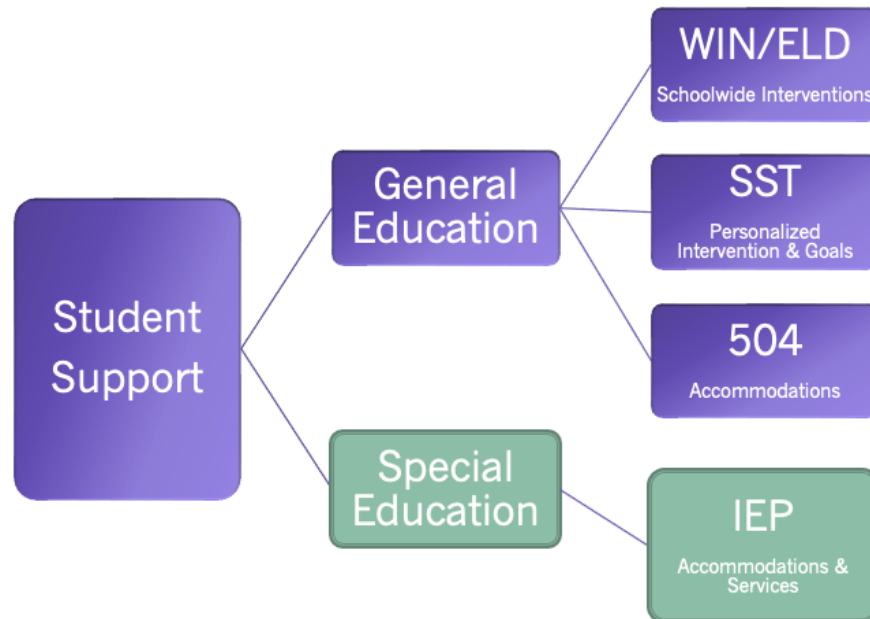 Student
Support
General
Education
Special
Education
WIN/ELD
Schoolwide Interventions
SST
Personalized
Intervention & Goals
504
Accommodations
IEP
Accommodations &
Services